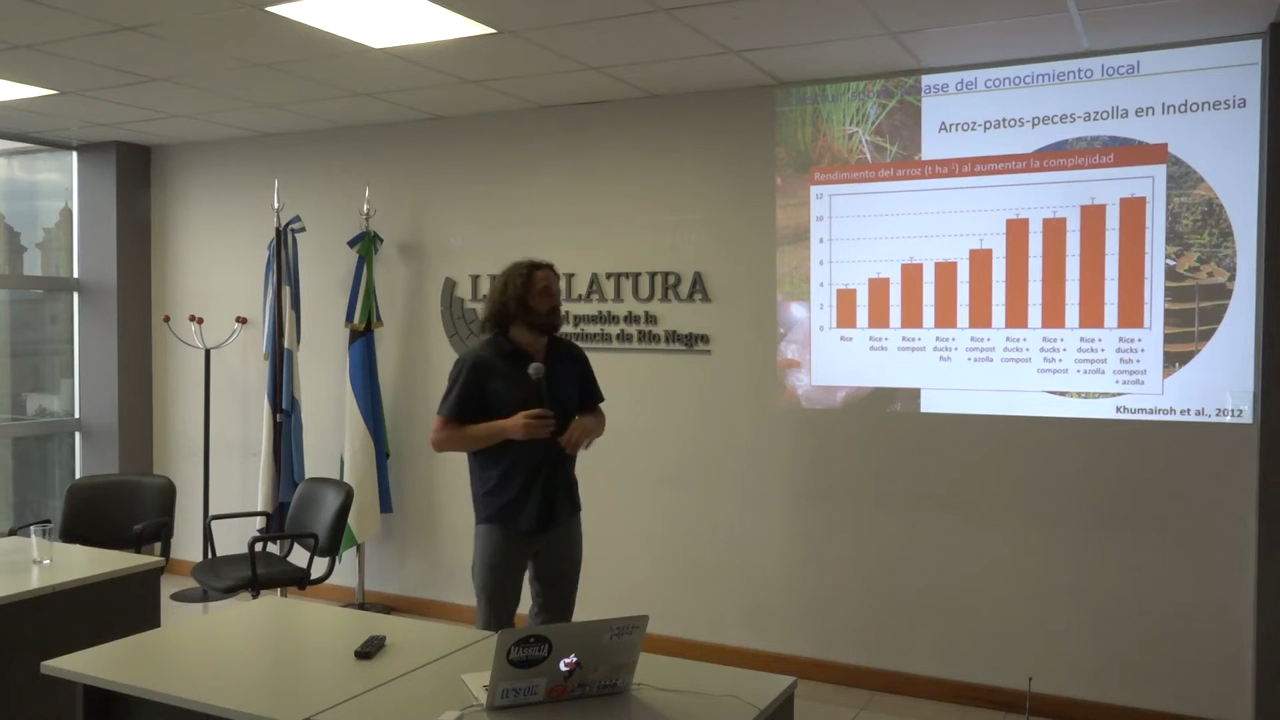 base del conocimiento local
Arroz-patos-peces-azolla en Indonesia
Rendimiento del arroz (t ha⁻¹) al aumentar la complejidad
12
10
8
6
4
2
0
Rice
Rice + ducks
Rice + compost
Rice + ducks + fish
Rice + compost + azolla
Rice + ducks + compost
Rice + ducks + fish + compost
Rice + ducks + compost + azolla
Rice + ducks + fish + compost + azolla
Khumairoh et al., 2012
LATURA
pueblo de la
provincia de Río Negro
MASSILIA